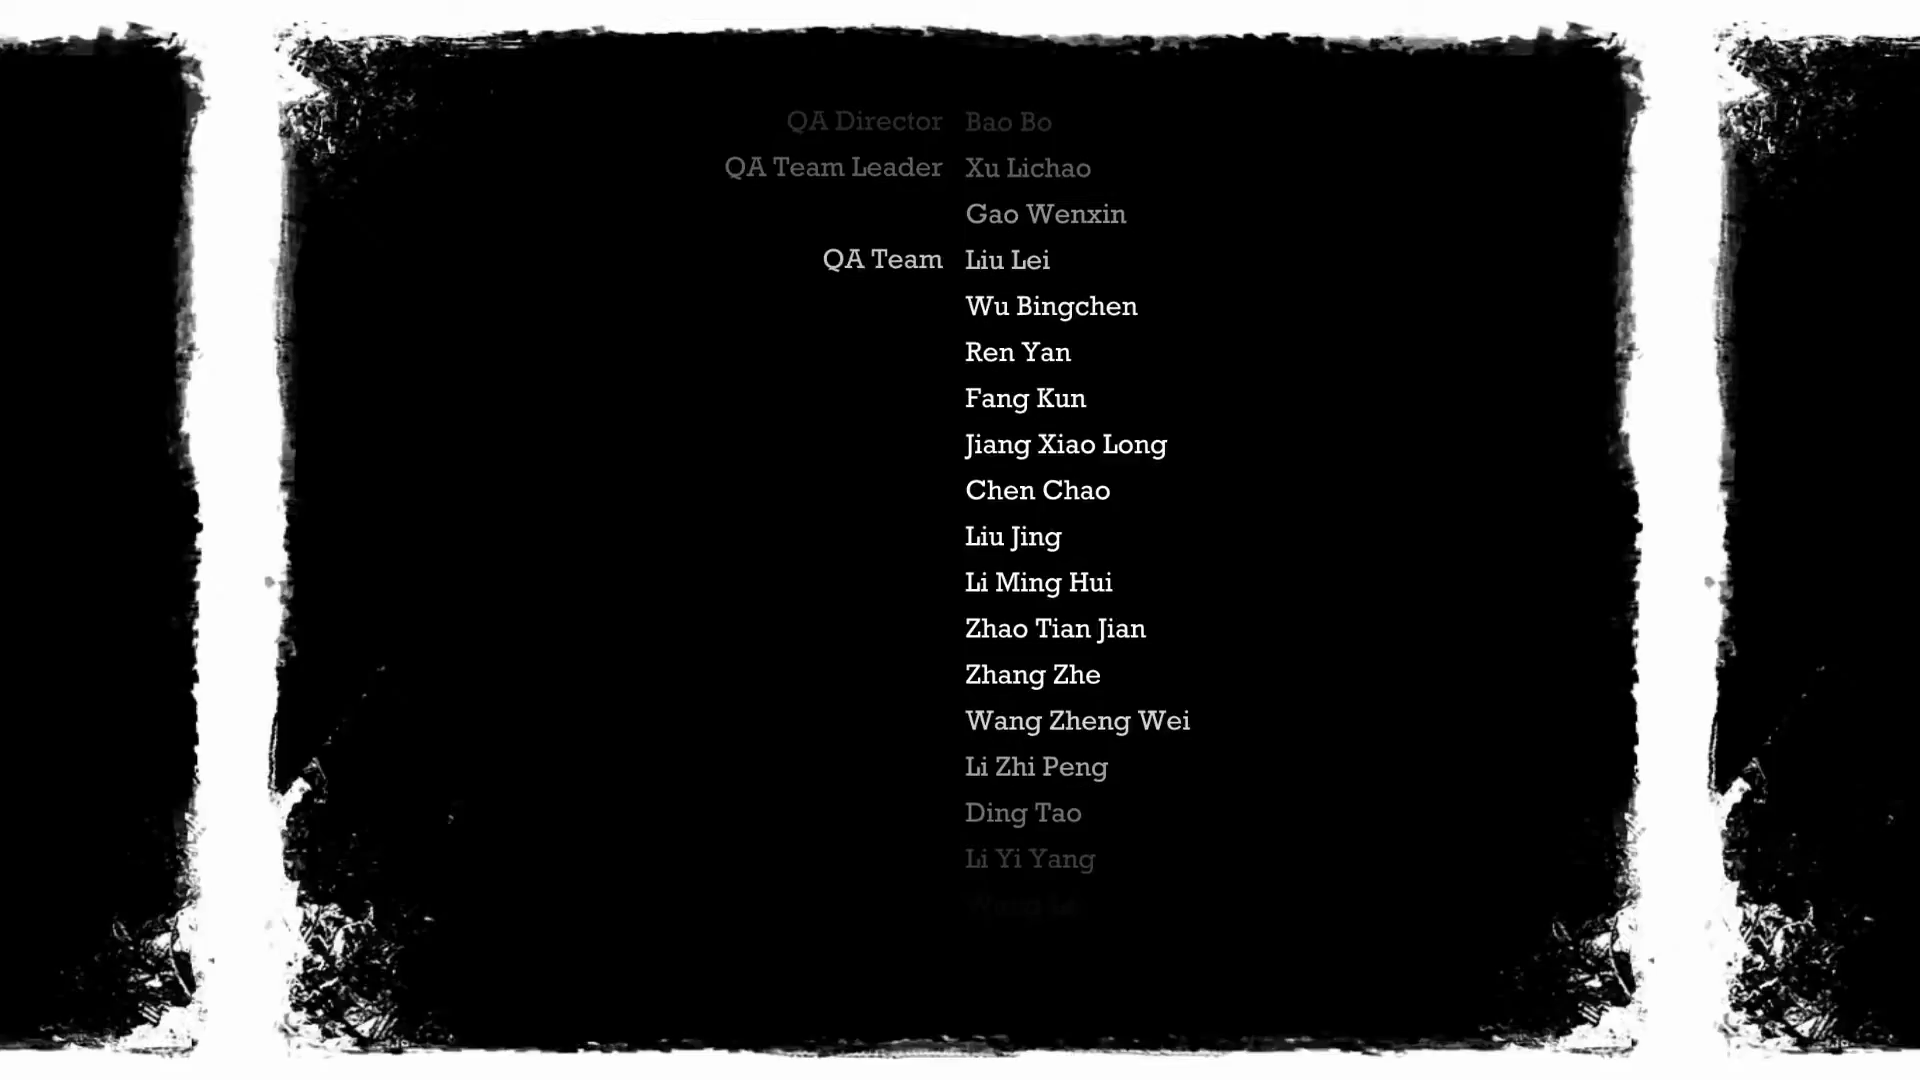 QA Director Bao Bo
QA Team Leader Xu Lichao
Gao Wenxin
QA Team Liu Lei
Wu Bingchen
Ren Yan
Fang Kun
Jiang Xiao Long
Chen Chao
Liu Jing
Li Ming Hui
Zhao Tian Jian
Zhang Zhe
Wang Zheng Wei
Li Zhi Peng
Ding Tao
Li Yi Yang